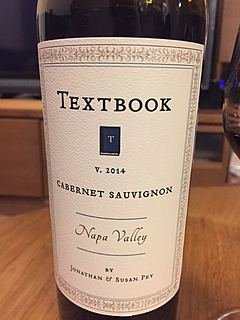 TEXTBOOK
T
V. 2014
CABERNET SAUVIGNON
Napa Valley
BY
JONATHAN & SUSAN PEY